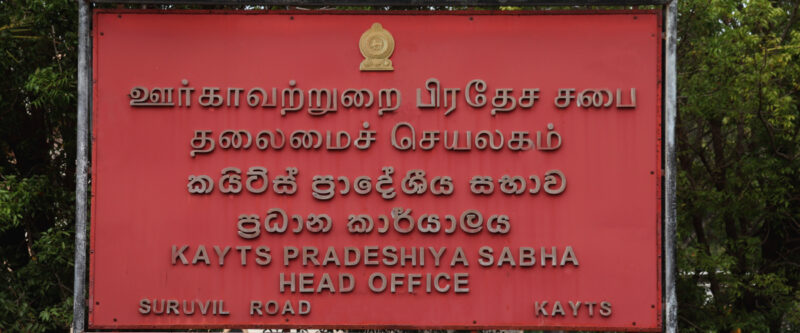 ஊர்காவற்றுறை பிரதேச சபை
தலைமைச் செயலகம்
කයිට්ස් ප්‍රාදේශීය සභාව
ප්‍රධාන කාර්යාලය
KAYTS PRADESHIYA SABHA
HEAD OFFICE
SURUVIL ROAD KAYTS